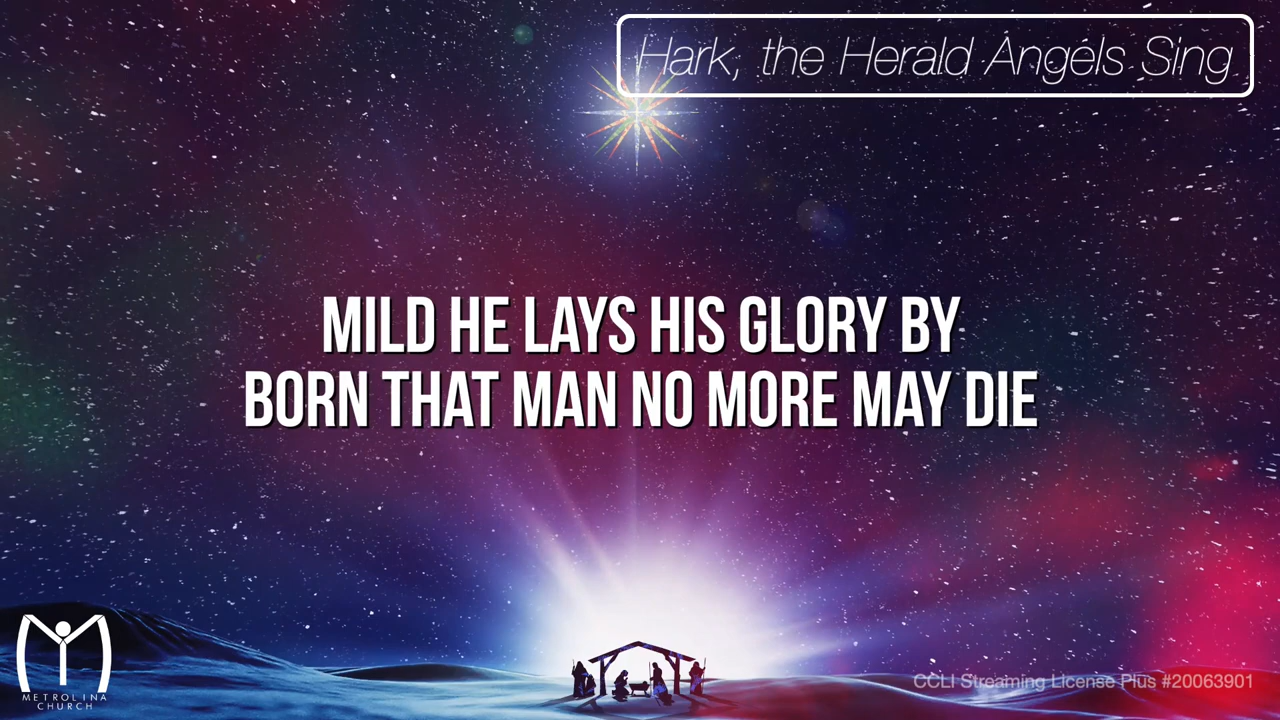 Hark, the Herald Angels Sing
MILD HE LAYS HIS GLORY BY
BORN THAT MAN NO MORE MAY DIE
METROLINA
CHURCH
CCLI Streaming License Plus #20063901